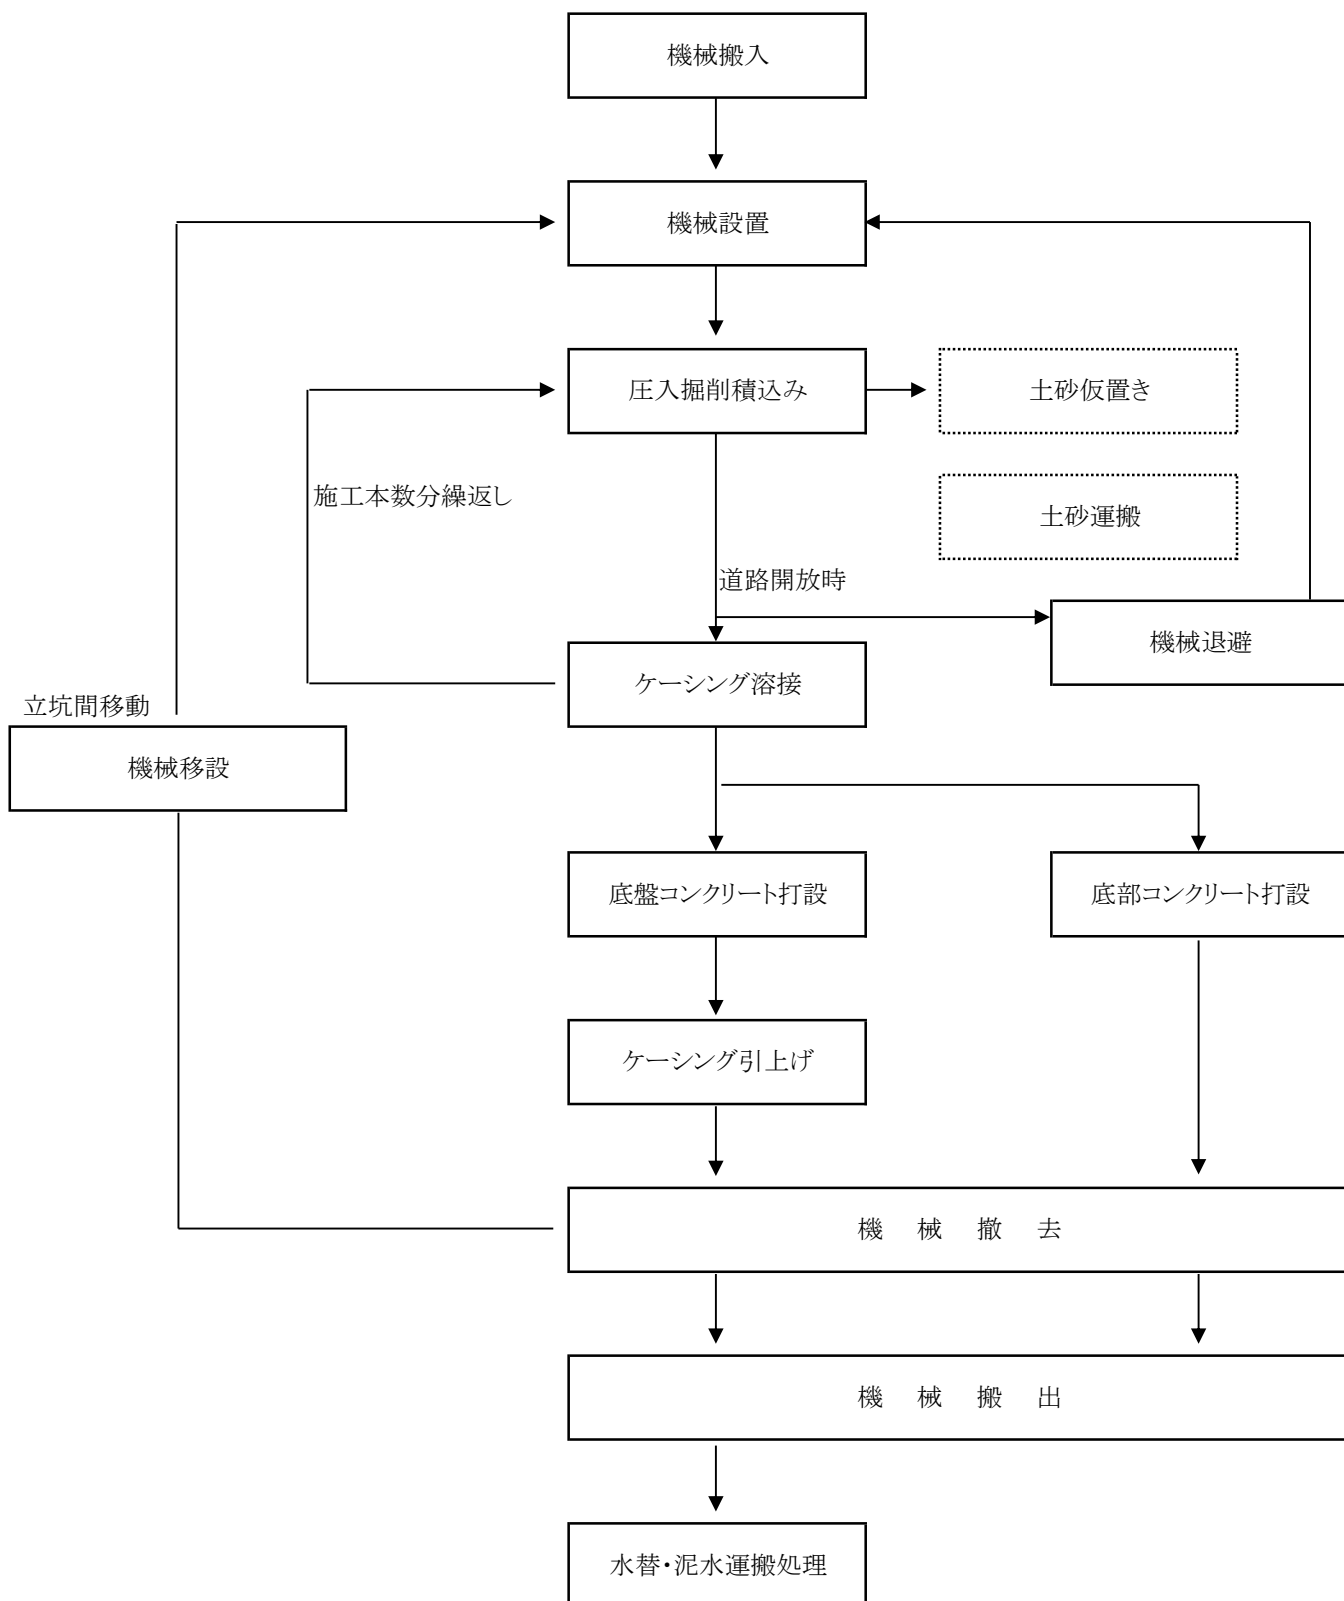 機械搬入
機械設置
圧入掘削積込み
土砂仮置き
施工本数分繰返し
土砂運搬
道路開放時
機械退避
ケーシング溶接
立坑間移動
機械移設
底盤コンクリート打設
底部コンクリート打設
ケーシング引上げ
機 械 撤 去
機 械 搬 出
水替・泥水運搬処理